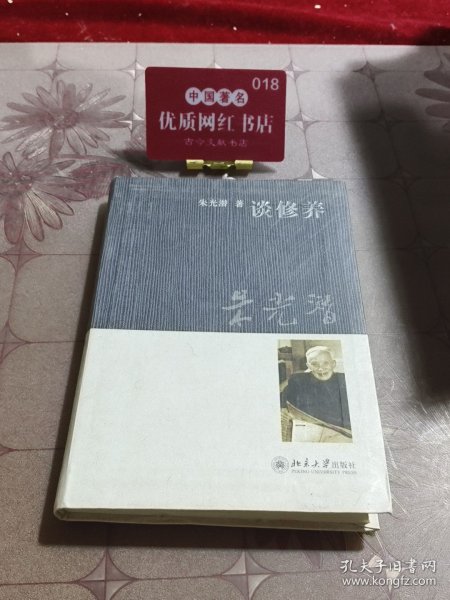 018
中国著名
优质网红书店
古今文献书店
朱光潜 著 谈修养
朱光潜
北京大学出版社
PEKING UNIVERSITY PRESS
孔夫子旧书网
www.kongfz.com